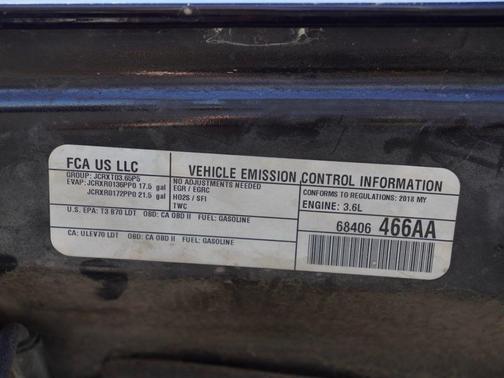 FCA US LLC
VEHICLE EMISSION CONTROL INFORMATION
GROUP: JCRXT03.65P5
EVAP: JCRXR0136PP0 17.5 gal
JCRXR0172PP0 21.5 gal
NO ADJUSTMENTS NEEDED
EGR / EGRC
HO2S / SFI
TWC
CONFORMS TO REGULATIONS: 2018 MY
ENGINE: 3.6L
U.S. EPA: T3 B70 LDT OBD: CA OBD II FUEL: GASOLINE
CA: ULEV70 LDT OBD: CA OBD II FUEL: GASOLINE
68406 466AA